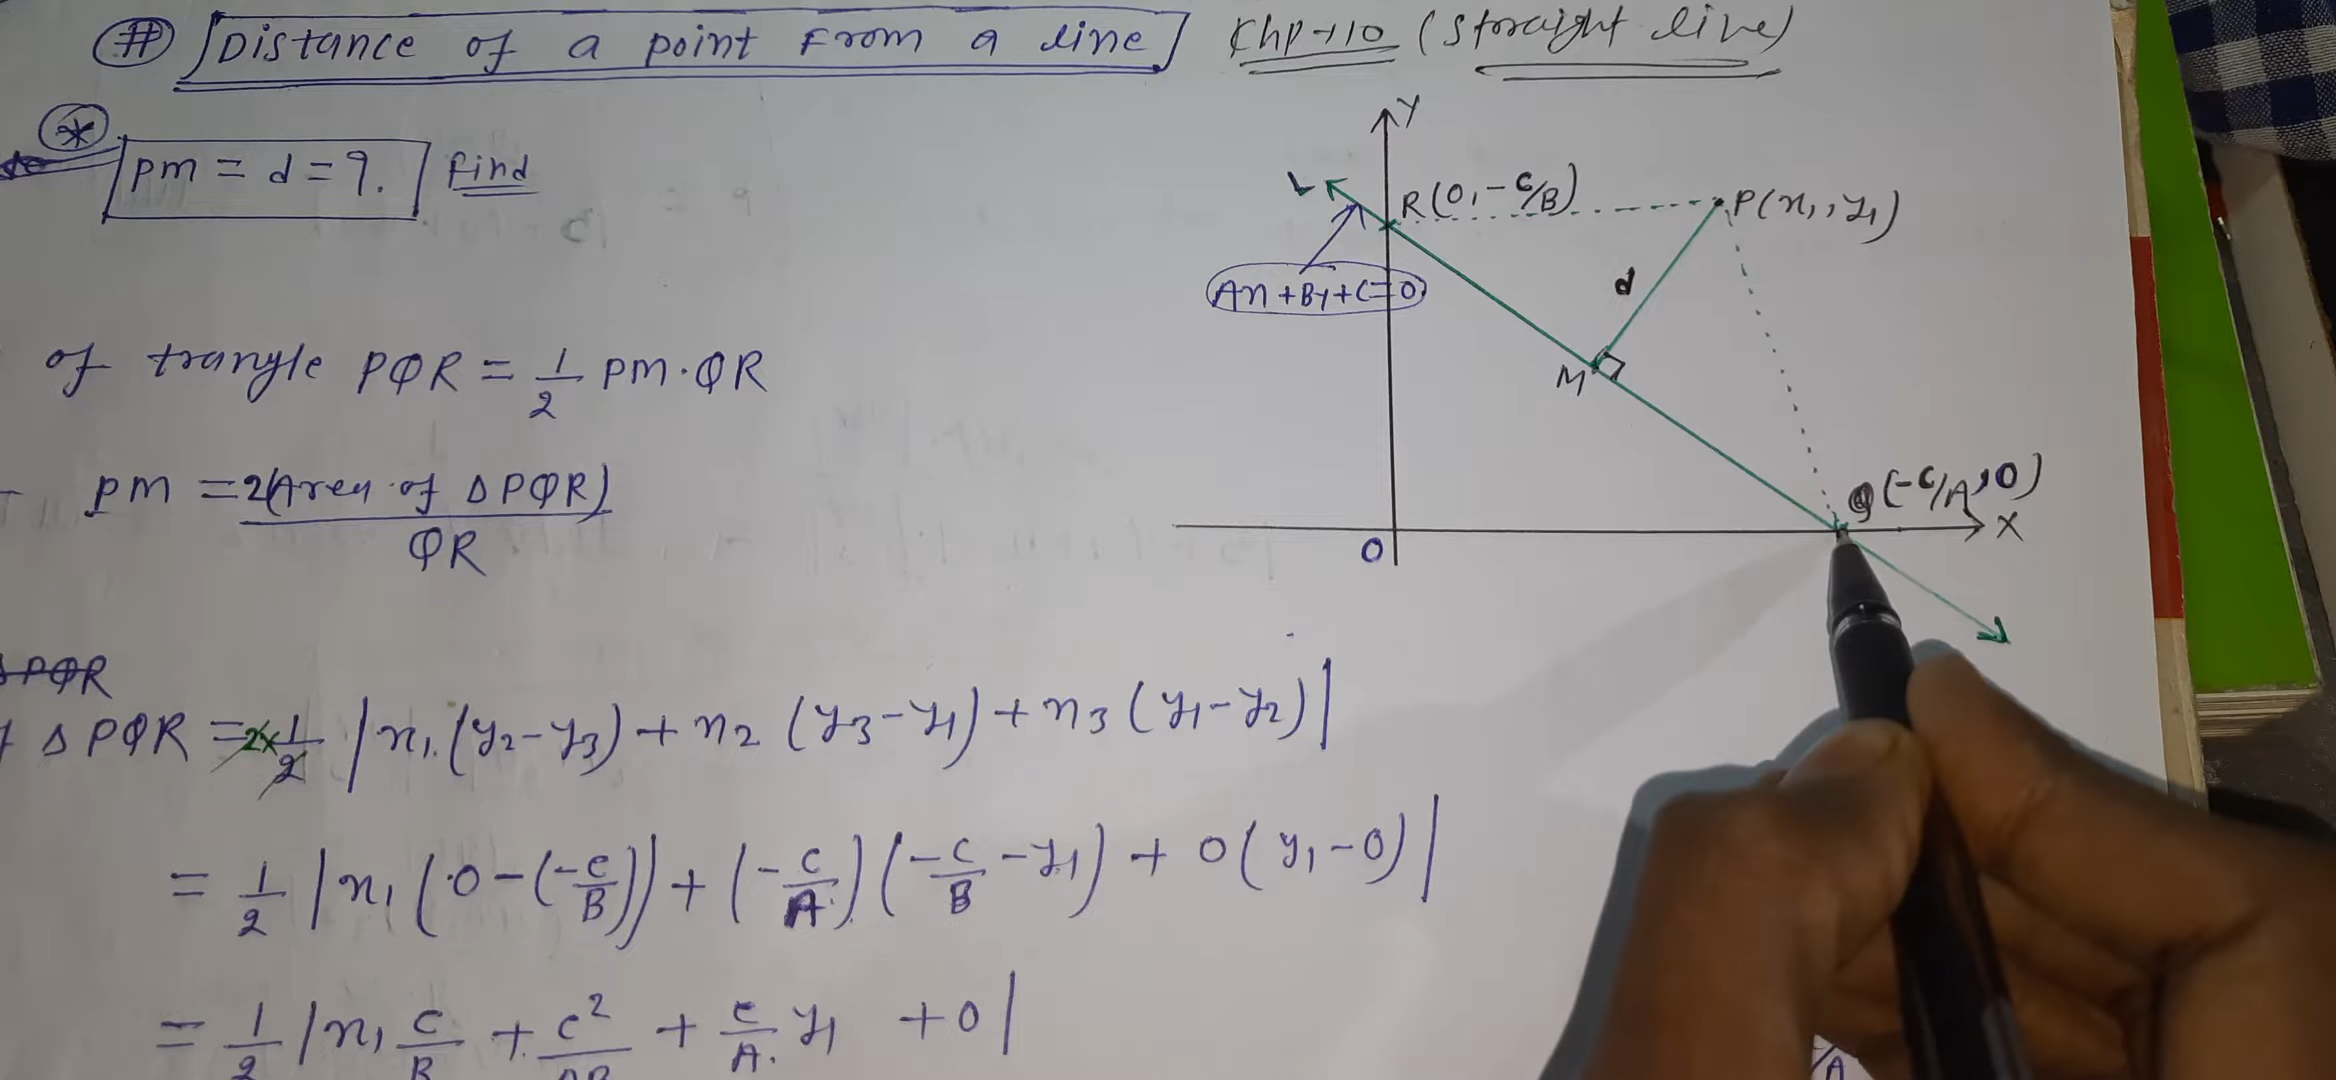 # Distance of a point From a line Chp→10 (Straight line)
* pm = d = ?. find
of trangle PQR = 1/2 PM·QR
PM = 2(Area of ΔPQR)/QR
ΔPQR
Δ PQR = 2×1/2 |x1(y2-y3)+x2(y3-y1)+x3(y1-y2)|
= 1/2 |x1(0-(-C/B))+(-C/A)(-C/B-y1)+0(y1-0)|
= 1/2 |x1 C/B + C²/AB + C/A. y1 +0|
Y
L
R(0,-C/B)
P(x1,y1)
Ax+By+C=0
d
M
Q(-C/A,0)
X
O
/A